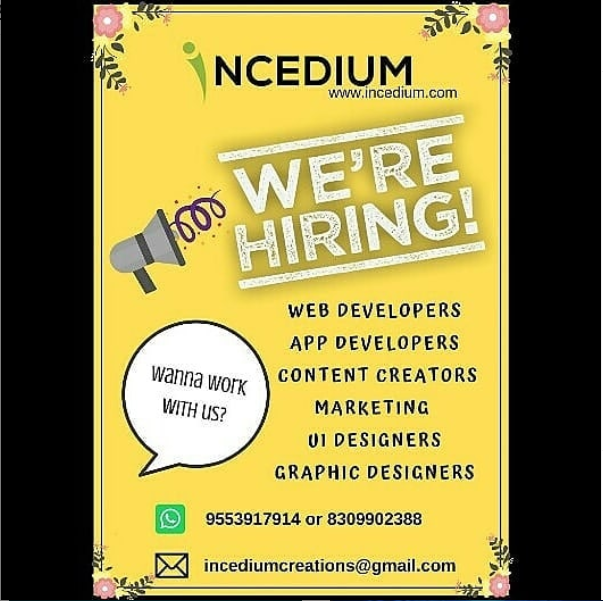 INCEDIUM
www.incedium.com
WE'RE
HIRING!
WEB DEVELOPERS
APP DEVELOPERS
CONTENT CREATORS
MARKETING
UI DESIGNERS
GRAPHIC DESIGNERS
Wanna work
WITH US?
9553917914 or 8309902388
incediumcreations@gmail.com